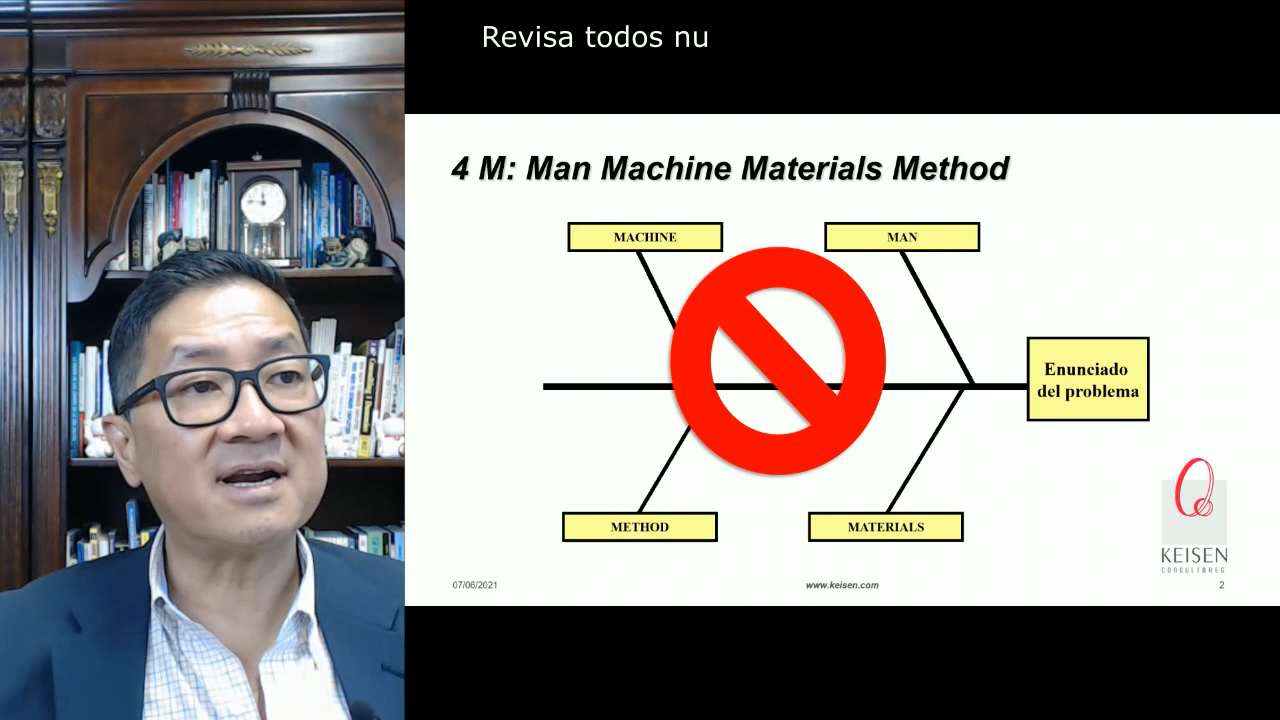 Revisa todos nu
4 M: Man Machine Materials Method
MACHINE
MAN
Enunciado
del problema
METHOD
MATERIALS
KEISEN
CONSULTORES
07/06/2021
www.keisen.com
2